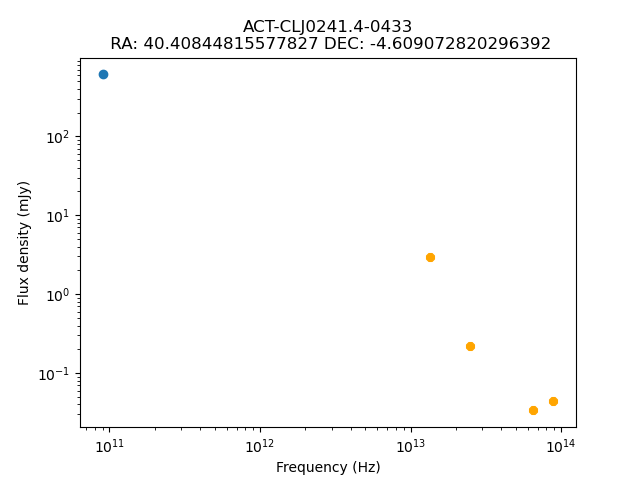 ACT-CLJ0241.4-0433
RA: 40.40844815577827 DEC: -4.609072820296392
Flux density (mJy)
10²
10¹
10⁰
10⁻¹
10¹¹ 10¹² 10¹³ 10¹⁴
Frequency (Hz)